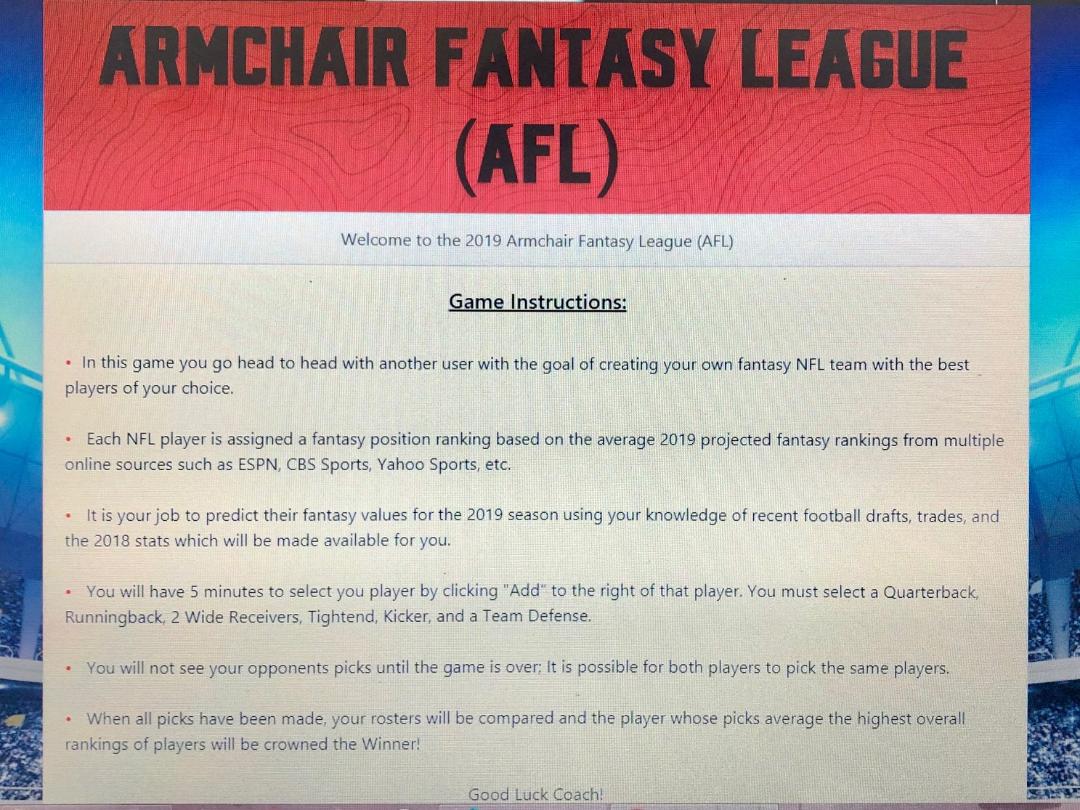 ARMCHAIR FANTASY LEAGUE
(AFL)
Welcome to the 2019 Armchair Fantasy League (AFL)
Game Instructions:
• In this game you go head to head with another user with the goal of creating your own fantasy NFL team with the best
players of your choice.
• Each NFL player is assigned a fantasy position ranking based on the average 2019 projected fantasy rankings from multiple
online sources such as ESPN, CBS Sports, Yahoo Sports, etc.
• It is your job to predict their fantasy values for the 2019 season using your knowledge of recent football drafts, trades, and
the 2018 stats which will be made available for you.
• You will have 5 minutes to select you player by clicking "Add" to the right of that player. You must select a Quarterback,
Runningback, 2 Wide Receivers, Tightend, Kicker, and a Team Defense.
• You will not see your opponents picks until the game is over; It is possible for both players to pick the same players.
• When all picks have been made, your rosters will be compared and the player whose picks average the highest overall
rankings of players will be crowned the Winner!
Good Luck Coach!